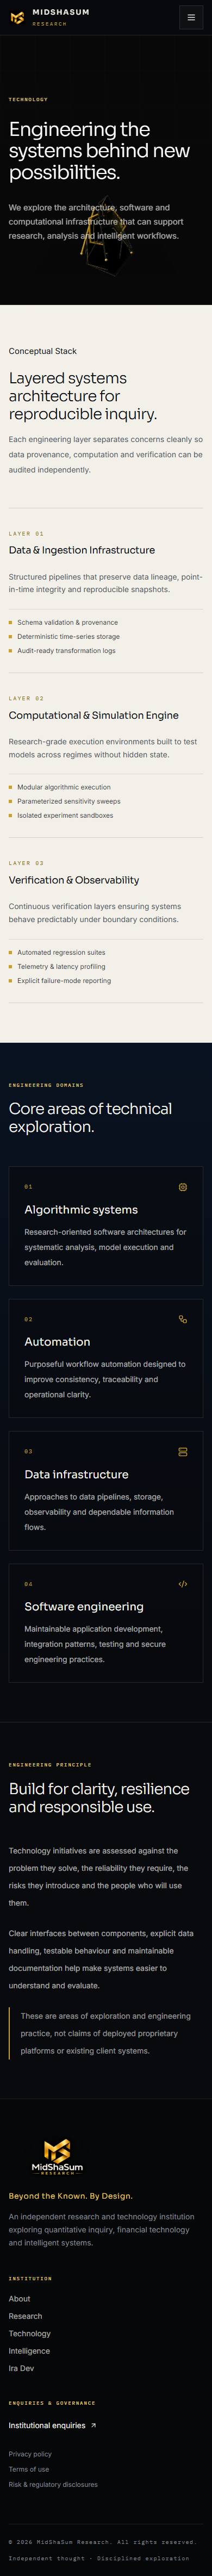 MIDSHASUM
RESEARCH
TECHNOLOGY
Engineering the
systems behind new
possibilities.
We explore the architecture, software and
computational infrastructure that can support
research, analysis and intelligent workflows.
Conceptual Stack
Layered systems
architecture for
reproducible inquiry.
Each engineering layer separates concerns cleanly so
data provenance, computation and verification can be
audited independently.
LAYER 01
Data & Ingestion Infrastructure
Structured pipelines that preserve data lineage, point-
in-time integrity and reproducible snapshots.
Schema validation & provenance
Deterministic time-series storage
Audit-ready transformation logs
LAYER 02
Computational & Simulation Engine
Research-grade execution environments built to test
models across regimes without hidden state.
Modular algorithmic execution
Parameterized sensitivity sweeps
Isolated experiment sandboxes
LAYER 03
Verification & Observability
Continuous verification layers ensuring systems
behave predictably under boundary conditions.
Automated regression suites
Telemetry & latency profiling
Explicit failure-mode reporting
ENGINEERING DOMAINS
Core areas of technical
exploration.
01
Algorithmic systems
Research-oriented software architectures for
systematic analysis, model execution and
evaluation.
02
Automation
Purposeful workflow automation designed to
improve consistency, traceability and
operational clarity.
03
Data infrastructure
Approaches to data pipelines, storage,
observability and dependable information
flows.
04
Software engineering
Maintainable application development,
integration patterns, testing and secure
engineering practices.
ENGINEERING PRINCIPLE
Build for clarity, resilience
and responsible use.
Technology initiatives are assessed against the
problem they solve, the reliability they require, the
risks they introduce and the people who will use
them.
Clear interfaces between components, explicit data
handling, testable behaviour and maintainable
documentation help make systems easier to
understand and evaluate.
These are areas of exploration and engineering
practice, not claims of deployed proprietary
platforms or existing client systems.
MidShaSum
RESEARCH
Beyond the Known. By Design.
An independent research and technology institution
exploring quantitative inquiry, financial technology
and intelligent systems.
INSTITUTION
About
Research
Technology
Intelligence
Ira Dev
ENQUIRIES & GOVERNANCE
Institutional enquiries ↗
Privacy policy
Terms of use
Risk & regulatory disclosures
© 2026 MidShaSum Research. All rights reserved.
Independent thought · Disciplined exploration